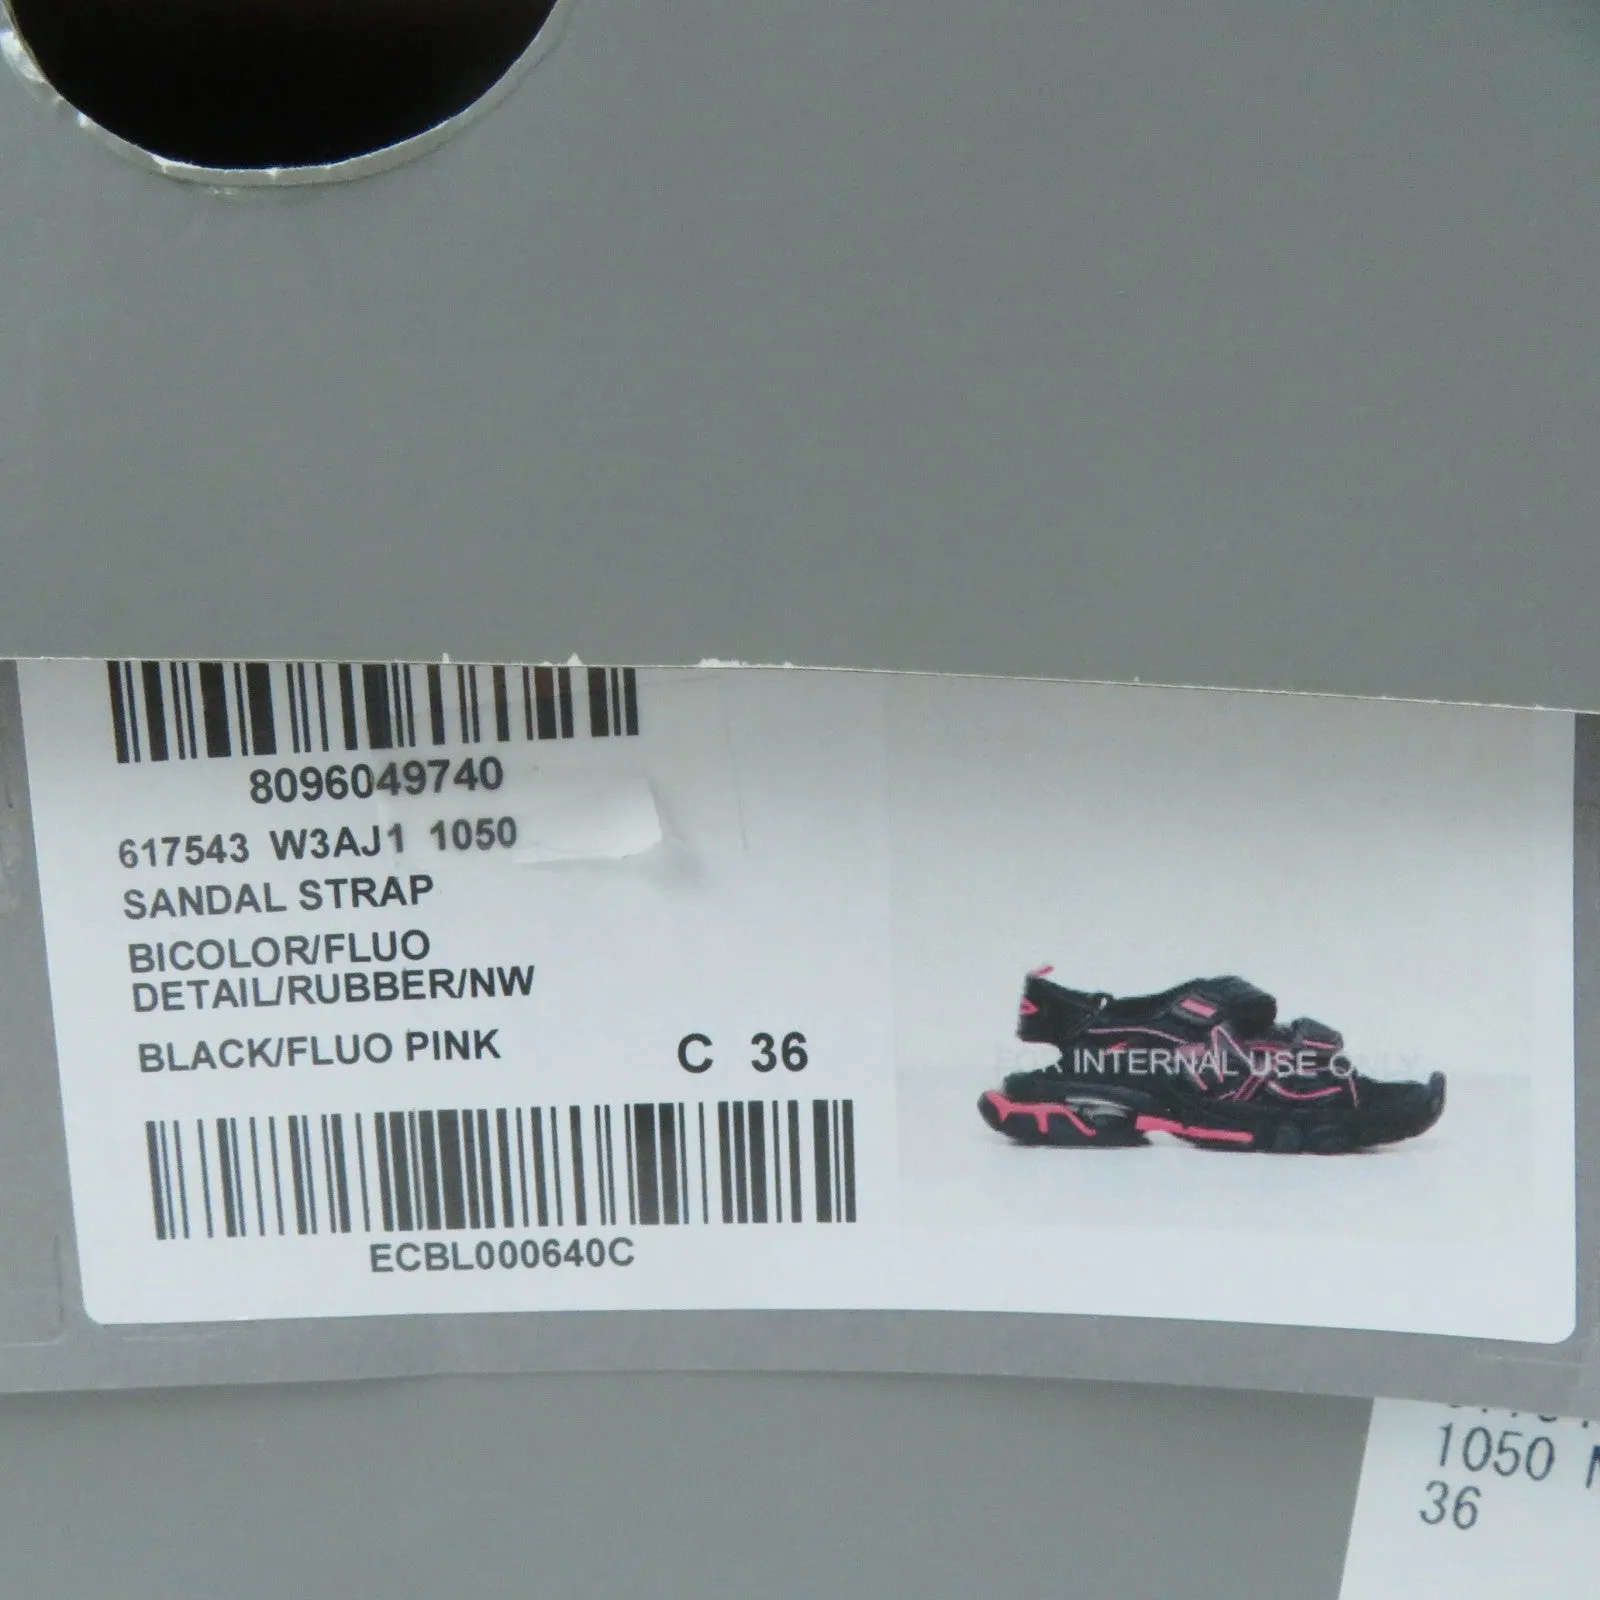 8096049740
617543 W3AJ1 1050
SANDAL STRAP
BICOLOR/FLUO
DETAIL/RUBBER/NW
BLACK/FLUO PINK C 36
ECBL000640C
FOR INTERNAL USE ONLY
1050
36